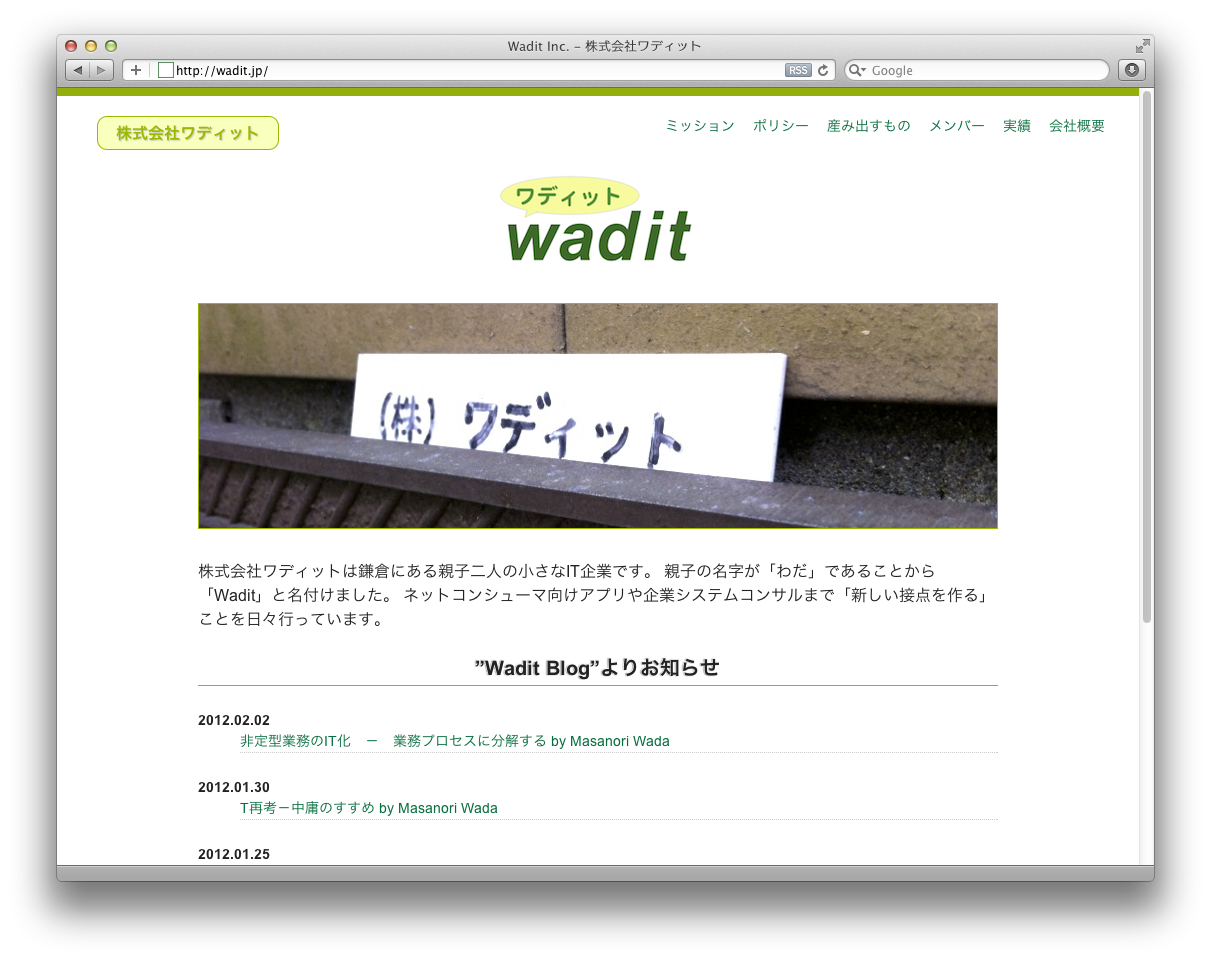 Wadit Inc. – 株式会社ワディット
http://wadit.jp/
RSS
Google
株式会社ワディット
ミッション ポリシー 産み出すもの メンバー 実績 会社概要
ワディット
wadit
(株) ワディット
株式会社ワディットは鎌倉にある親子二人の小さなIT企業です。 親子の名字が「わだ」であることから
「Wadit」と名付けました。 ネットコンシューマ向けアプリや企業システムコンサルまで「新しい接点を作る」
ことを日々行っています。
”Wadit Blog”よりお知らせ
2012.02.02
非定型業務のIT化　－　業務プロセスに分解する by Masanori Wada
2012.01.30
T再考－中庸のすすめ by Masanori Wada
2012.01.25